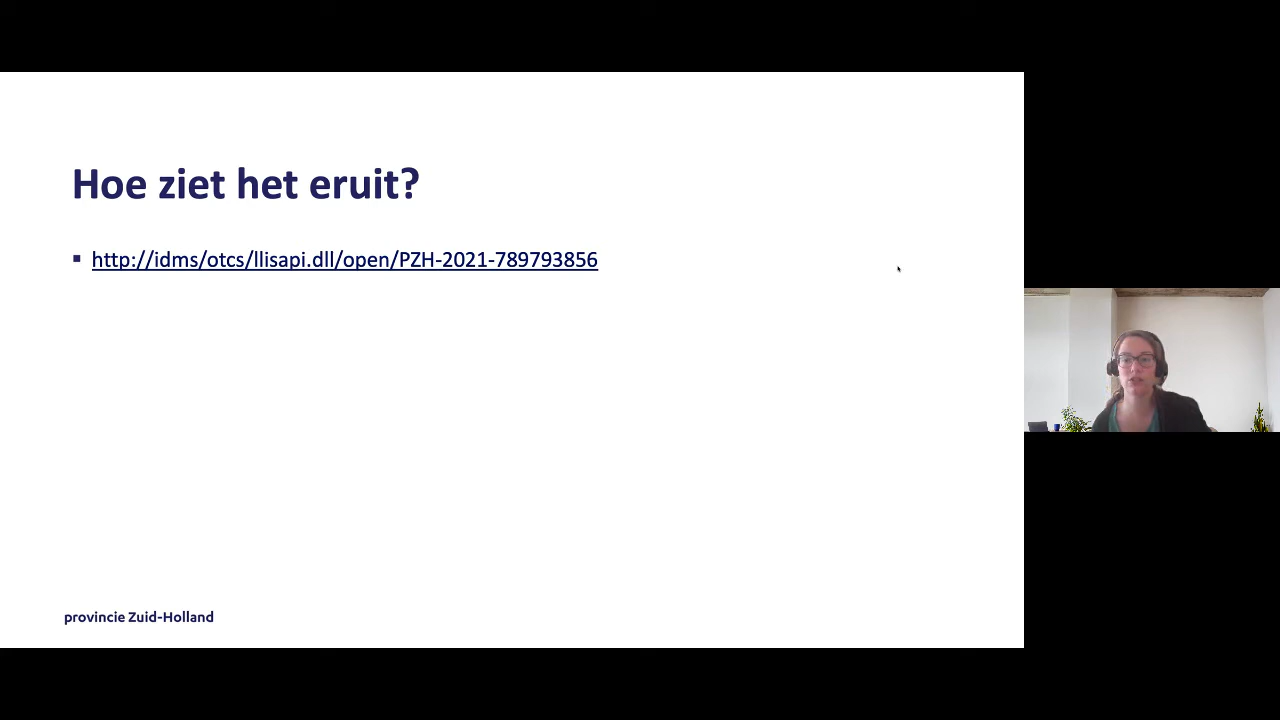 Hoe ziet het eruit?
▪ http://idms/otcs/llisapi.dll/open/PZH-2021-789793856
provincie Zuid-Holland